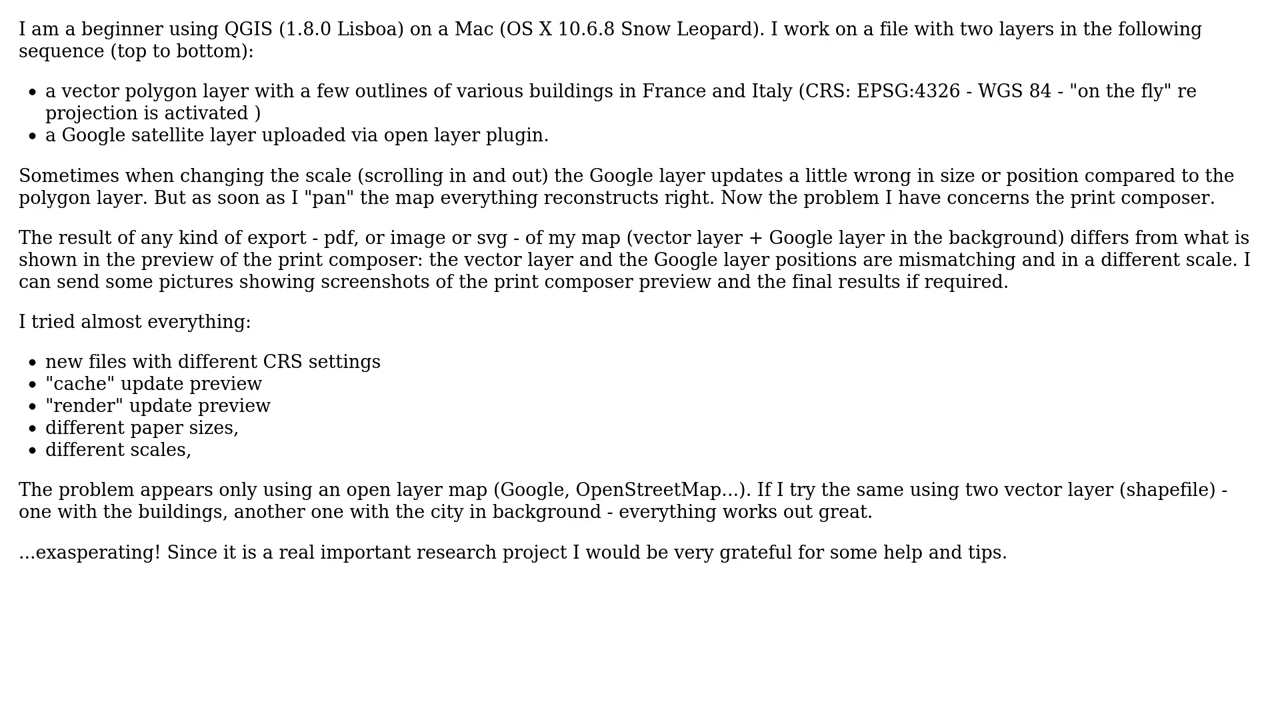 I am a beginner using QGIS (1.8.0 Lisboa) on a Mac (OS X 10.6.8 Snow Leopard). I work on a file with two layers in the following
sequence (top to bottom):
• a vector polygon layer with a few outlines of various buildings in France and Italy (CRS: EPSG:4326 - WGS 84 - "on the fly" re
projection is activated )
• a Google satellite layer uploaded via open layer plugin.
Sometimes when changing the scale (scrolling in and out) the Google layer updates a little wrong in size or position compared to the
polygon layer. But as soon as I "pan" the map everything reconstructs right. Now the problem I have concerns the print composer.
The result of any kind of export - pdf, or image or svg - of my map (vector layer + Google layer in the background) differs from what is
shown in the preview of the print composer: the vector layer and the Google layer positions are mismatching and in a different scale. I
can send some pictures showing screenshots of the print composer preview and the final results if required.
I tried almost everything:
• new files with different CRS settings
• "cache" update preview
• "render" update preview
• different paper sizes,
• different scales,
The problem appears only using an open layer map (Google, OpenStreetMap...). If I try the same using two vector layer (shapefile) -
one with the buildings, another one with the city in background - everything works out great.
...exasperating! Since it is a real important research project I would be very grateful for some help and tips.